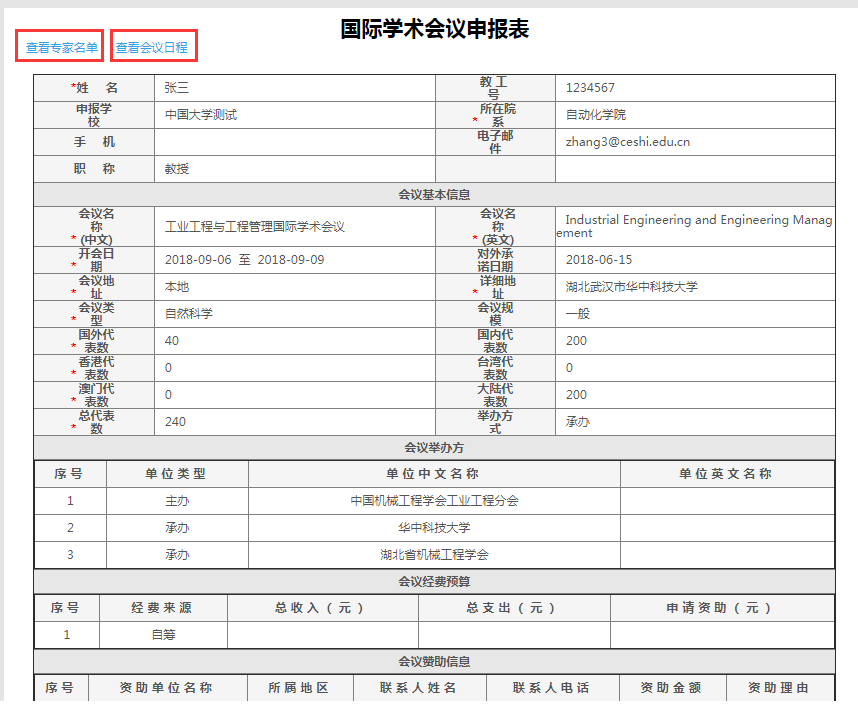 国际学术会议申报表
查看专家名单 查看会议日程
*姓 名 张三 教 工 号 1234567
申报学校 中国大学测试 * 所在院系 自动化学院
手 机 电子邮件 zhang3@ceshi.edu.cn
职 称 教授
会议基本信息
* 会议名称(中文) 工业工程与工程管理国际学术会议 * 会议名称(英文) Industrial Engineering and Engineering Management
* 开会日期 2018-09-06 至 2018-09-09 对外承诺日期 2018-06-15
* 会议地址 本地 * 详细地址 湖北武汉市华中科技大学
* 会议类型 自然科学 会议规模 一般
* 国外代表数 40 国内代表数 200
* 香港代表数 0 台湾代表数 0
* 澳门代表数 0 大陆代表数 200
* 总代表数 240 举办方式 承办
会议举办方
序号 单位类型 单位中文名称 单位英文名称
1 主办 中国机械工程学会工业工程分会
2 承办 华中科技大学
3 承办 湖北省机械工程学会
会议经费预算
序号 经费来源 总收入（元） 总支出（元） 申请资助（元）
1 自筹
会议赞助信息
序号 资助单位名称 所属地区 联系人姓名 联系人电话 资助金额 资助理由